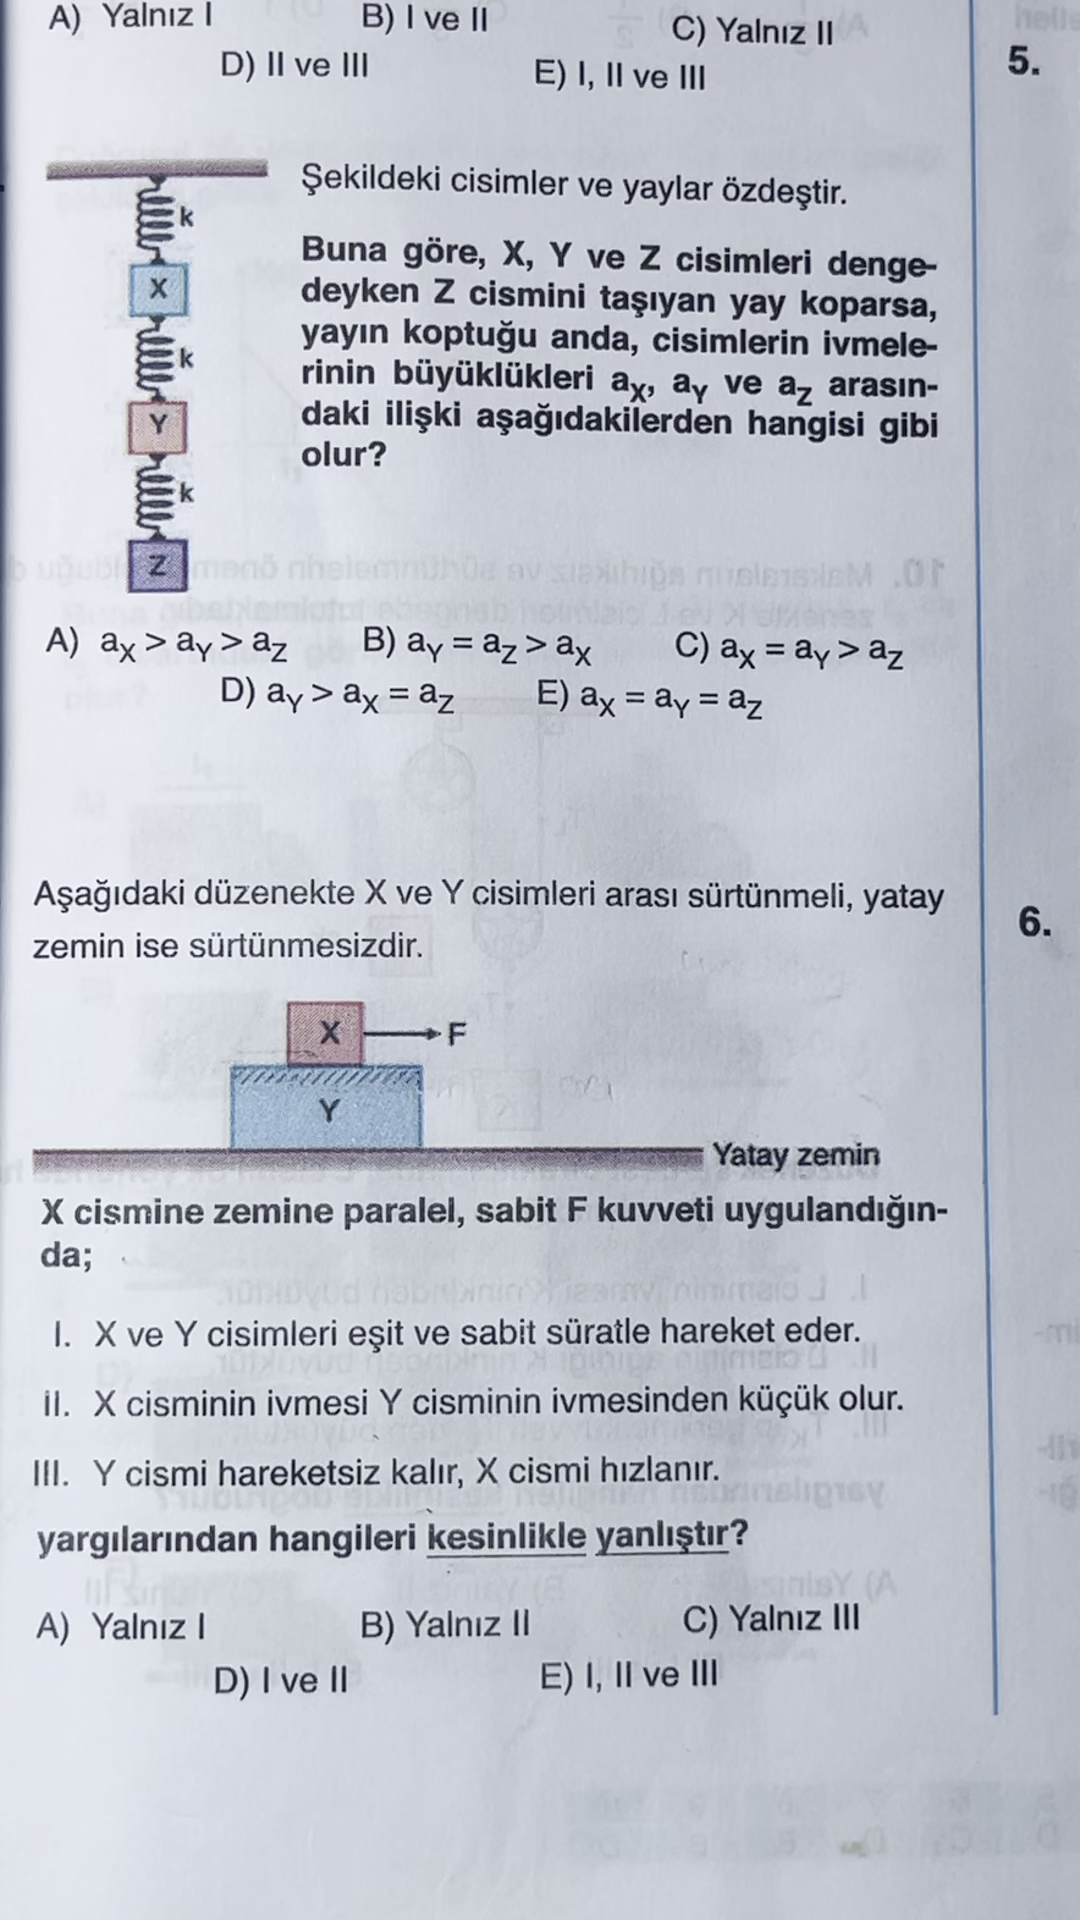 A) Yalnız I B) I ve II C) Yalnız II
D) II ve III E) I, II ve III
5.
Şekildeki cisimler ve yaylar özdeştir.
Buna göre, X, Y ve Z cisimleri denge-
deyken Z cismini taşıyan yay koparsa,
yayın koptuğu anda, cisimlerin ivmele-
rinin büyüklükleri aX, aY ve aZ arasın-
daki ilişki aşağıdakilerden hangisi gibi
olur?
k
X
k
Y
k
Z
A) aX > aY > aZ B) aY = aZ > aX C) aX = aY > aZ
D) aY > aX = aZ E) aX = aY = aZ
Aşağıdaki düzenekte X ve Y cisimleri arası sürtünmeli, yatay
zemin ise sürtünmesizdir.
6.
X F
Y
Yatay zemin
X cismine zemine paralel, sabit F kuvveti uygulandığın-
da;
I. X ve Y cisimleri eşit ve sabit süratle hareket eder.
II. X cisminin ivmesi Y cisminin ivmesinden küçük olur.
III. Y cismi hareketsiz kalır, X cismi hızlanır.
yargılarından hangileri kesinlikle yanlıştır?
A) Yalnız I B) Yalnız II C) Yalnız III
D) I ve II E) I, II ve III